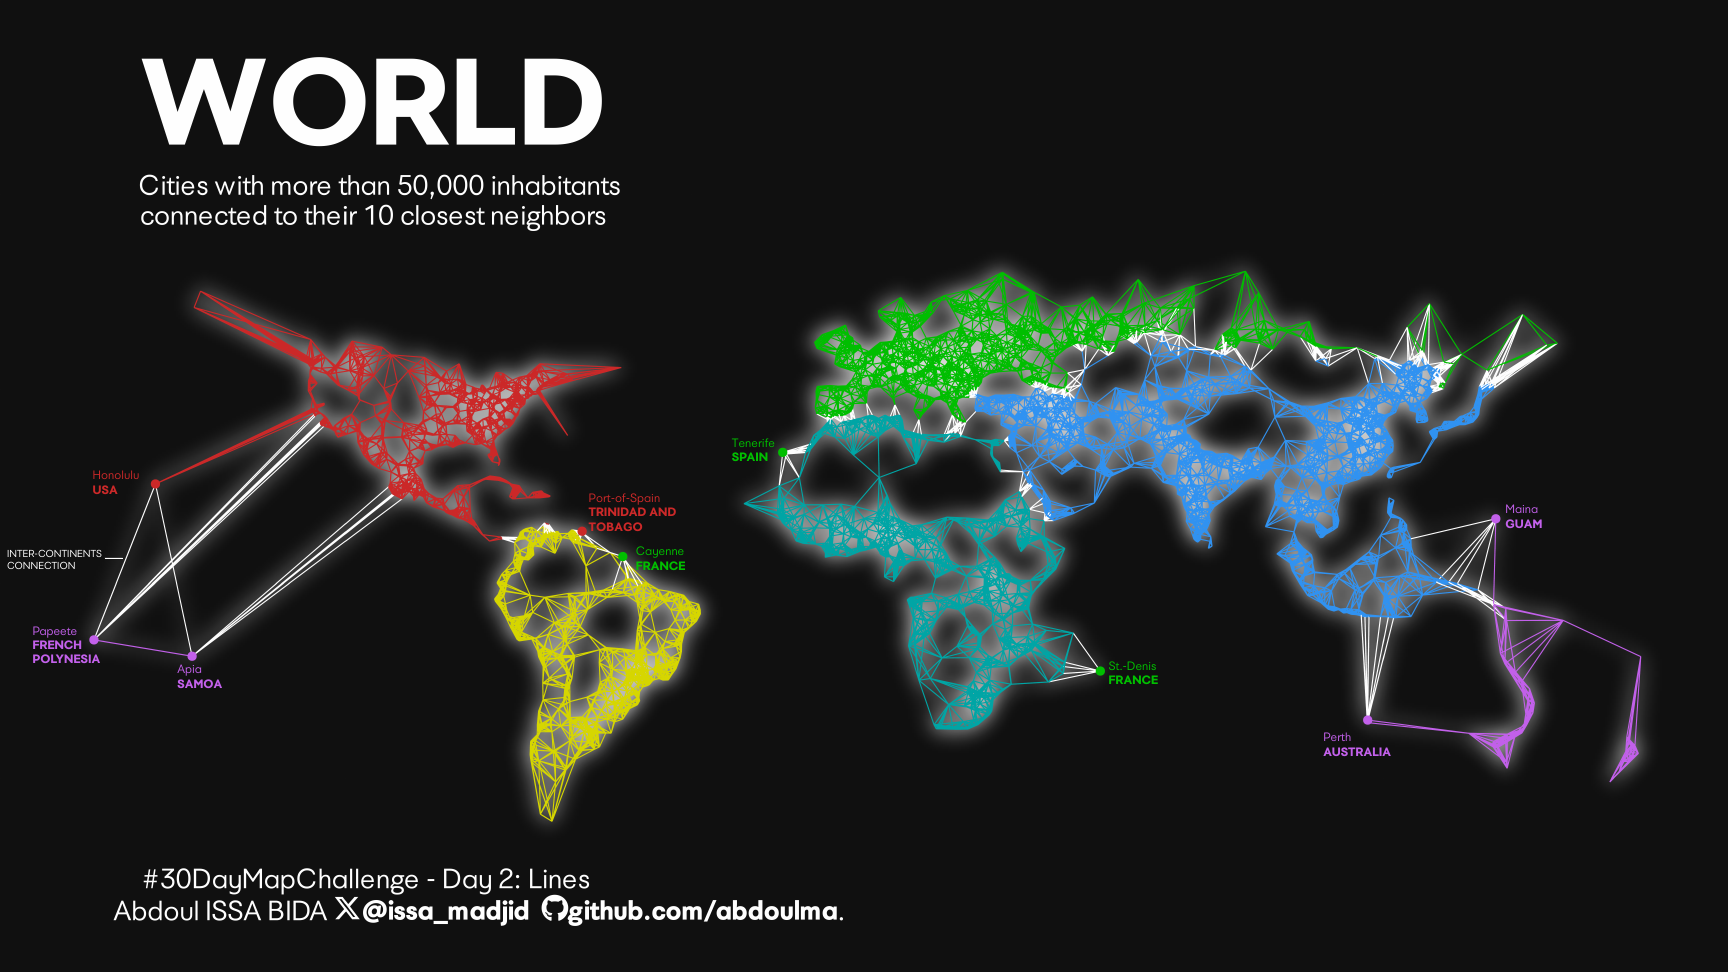 WORLD
Cities with more than 50,000 inhabitants
connected to their 10 closest neighbors
Honolulu
USA
INTER-CONTINENTS
CONNECTION
Papeete
FRENCH
POLYNESIA
Apia
SAMOA
Port-of-Spain
TRINIDAD AND
TOBAGO
Cayenne
FRANCE
Tenerife
SPAIN
St.-Denis
FRANCE
Maina
GUAM
Perth
AUSTRALIA
#30DayMapChallenge - Day 2: Lines
Abdoul ISSA BIDA @issa_madjid github.com/abdoulma.